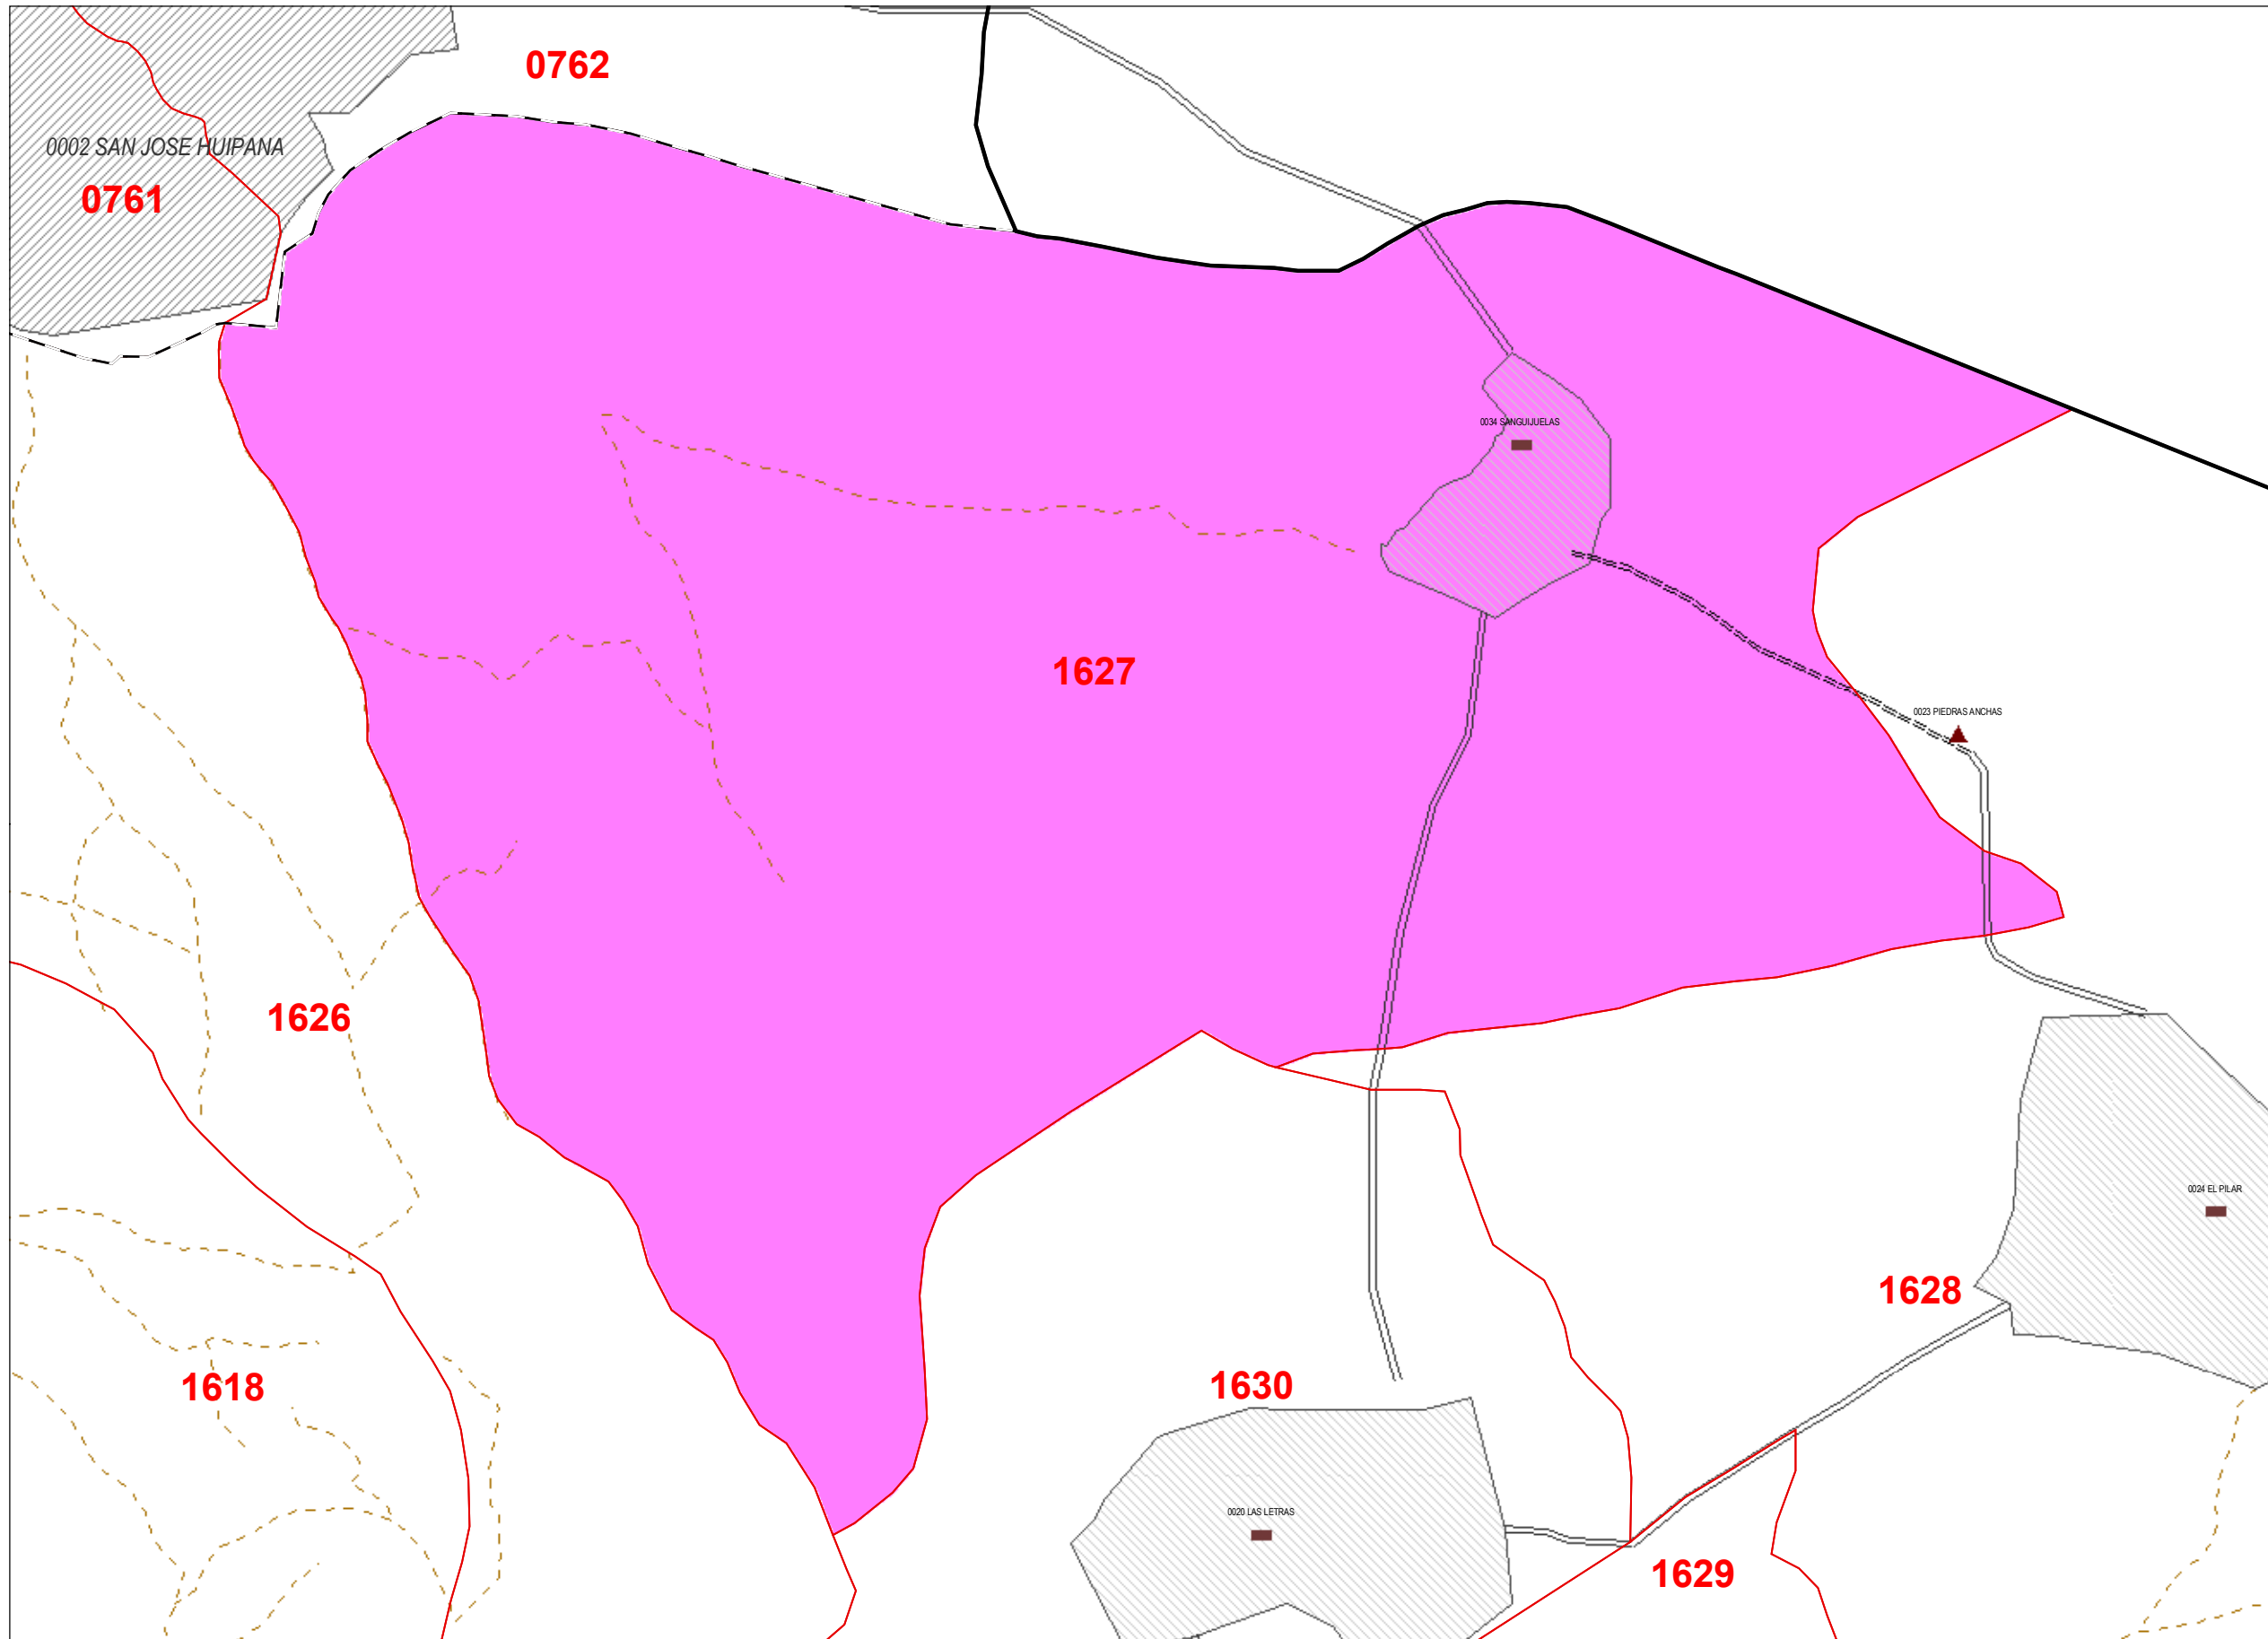 0762
0002 SAN JOSE HUIPANA
0761
0034 SANGUIJUELAS
1627
0023 PIEDRAS ANCHAS
1626
0024 EL PILAR
1628
1618
1630
0020 LAS LETRAS
1629